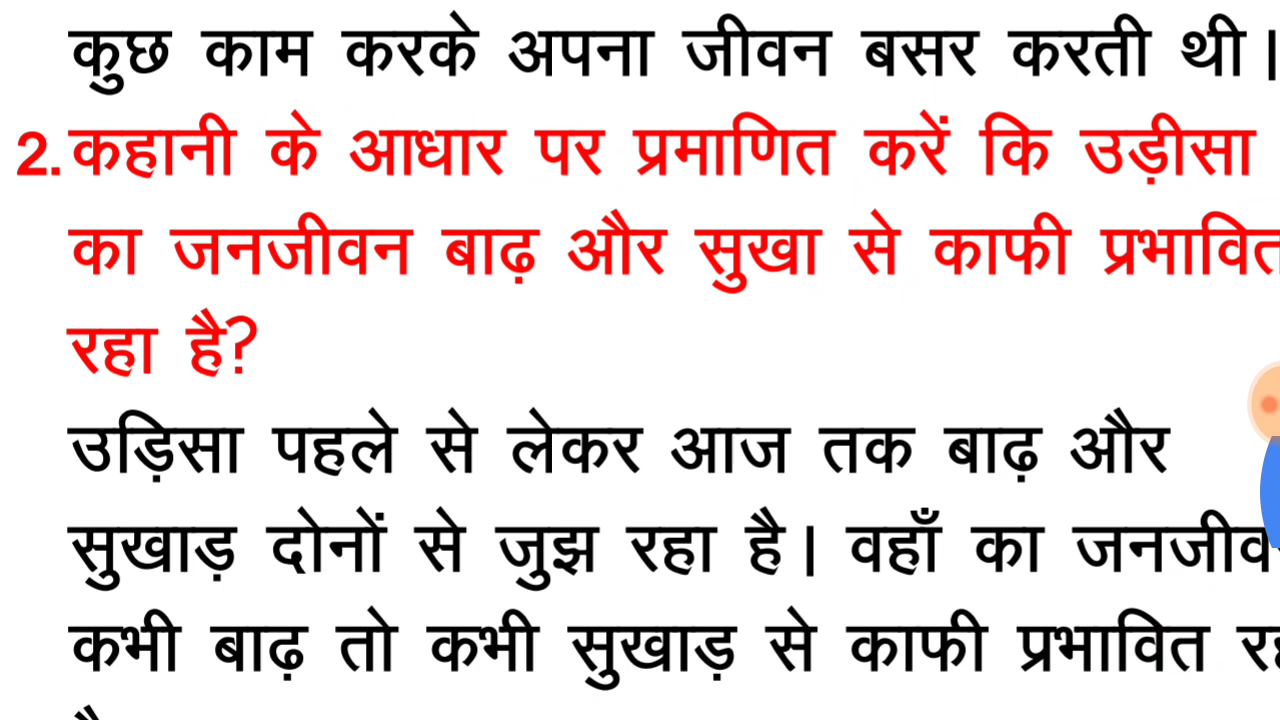 कुछ काम करके अपना जीवन बसर करती थी।
2. कहानी के आधार पर प्रमाणित करें कि उड़ीसा
का जनजीवन बाढ़ और सुखा से काफी प्रभावित
रहा है?
उड़िसा पहले से लेकर आज तक बाढ़ और
सुखाड़ दोनों से जुझ रहा है। वहाँ का
कभी बाढ़ तो कभी सुखाड़ से काफी प्रभावित